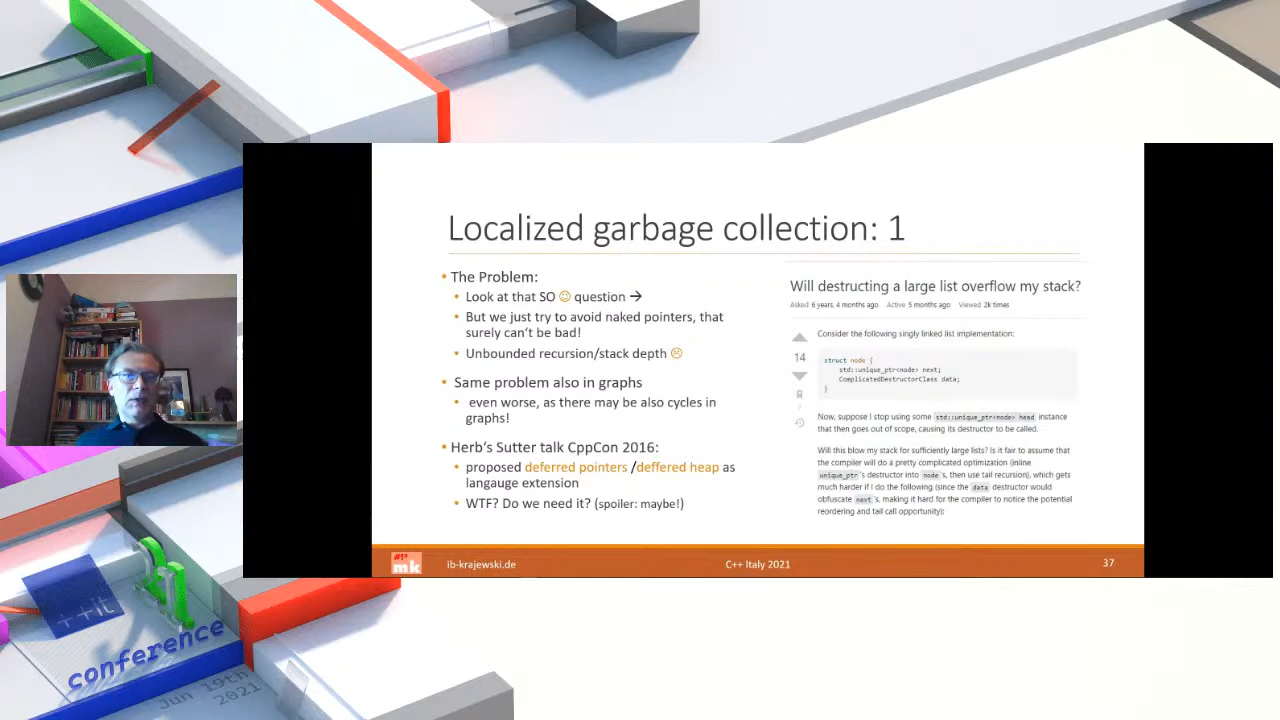 Localized garbage collection: 1
• The Problem:
• Look at that SO ☺ question →
• But we just try to avoid naked pointers, that
surely can't be bad!
• Unbounded recursion/stack depth ☹
• Same problem also in graphs
• even worse, as there may be also cycles in
graphs!
• Herb's Sutter talk CppCon 2016:
• proposed deferred pointers /deffered heap as
langauge extension
• WTF? Do we need it? (spoiler: maybe!)
Will destructing a large list overflow my stack?
Asked 6 years, 4 months ago Active 5 months ago Viewed 2k times
14
Consider the following singly linked list implementation:
struct node {
std::unique_ptr<node> next;
ComplicatedDestructorClass data;
}
Now, suppose I stop using some std::unique_ptr<node> head instance
that then goes out of scope, causing its destructor to be called.
Will this blow my stack for sufficiently large lists? Is it fair to assume that
the compiler will do a pretty complicated optimization (inline
unique_ptr's destructor into node's, then use tail recursion), which gets
much harder if I do the following (since the data destructor would
obfuscate next's, making it hard for the compiler to notice the potential
reordering and tail call opportunity):
mk
ib-krajewski.de
C++ Italy 2021
37
++it
conference
Jun 19th
2021